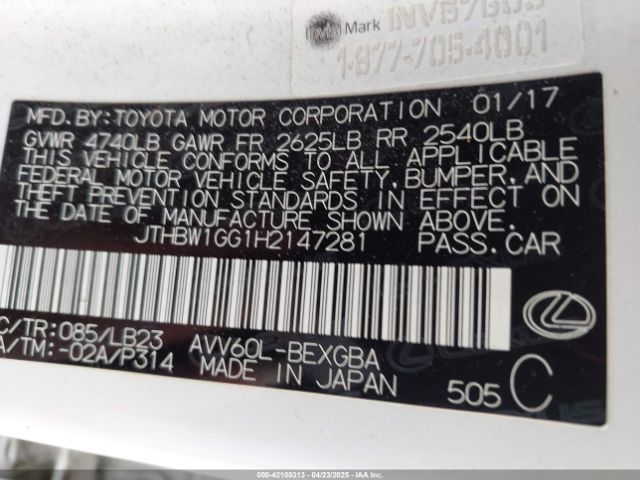 InvisiMark
1-877-705-4001
MFD. BY: TOYOTA MOTOR CORPORATION 01/17
GVWR 4740LB GAWR FR 2625LB RR 2540LB
THIS VEHICLE CONFORMS TO ALL APPLICABLE
FEDERAL MOTOR VEHICLE SAFETY, BUMPER, AND
THEFT PREVENTION STANDARDS IN EFFECT ON
THE DATE OF MANUFACTURE SHOWN ABOVE.
JTHBW1GG1H2147281 PASS. CAR
C/TR: 085/LB23 AVV60L-BEXGBA
A/TM: -02A/P314 MADE IN JAPAN 505 C
000-42108313 - 04/23/2025 - IAAI.COM